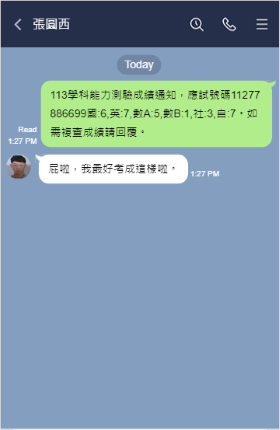 張圖西
Today
113學科能力測驗成績通知，應試號碼11277
886699國:6,英:7,數A:5,數B:1,社:3,自:7，如
需複查成績請回覆。
Read
1:27 PM
屁啦，我最好考成這樣啦。
1:27 PM